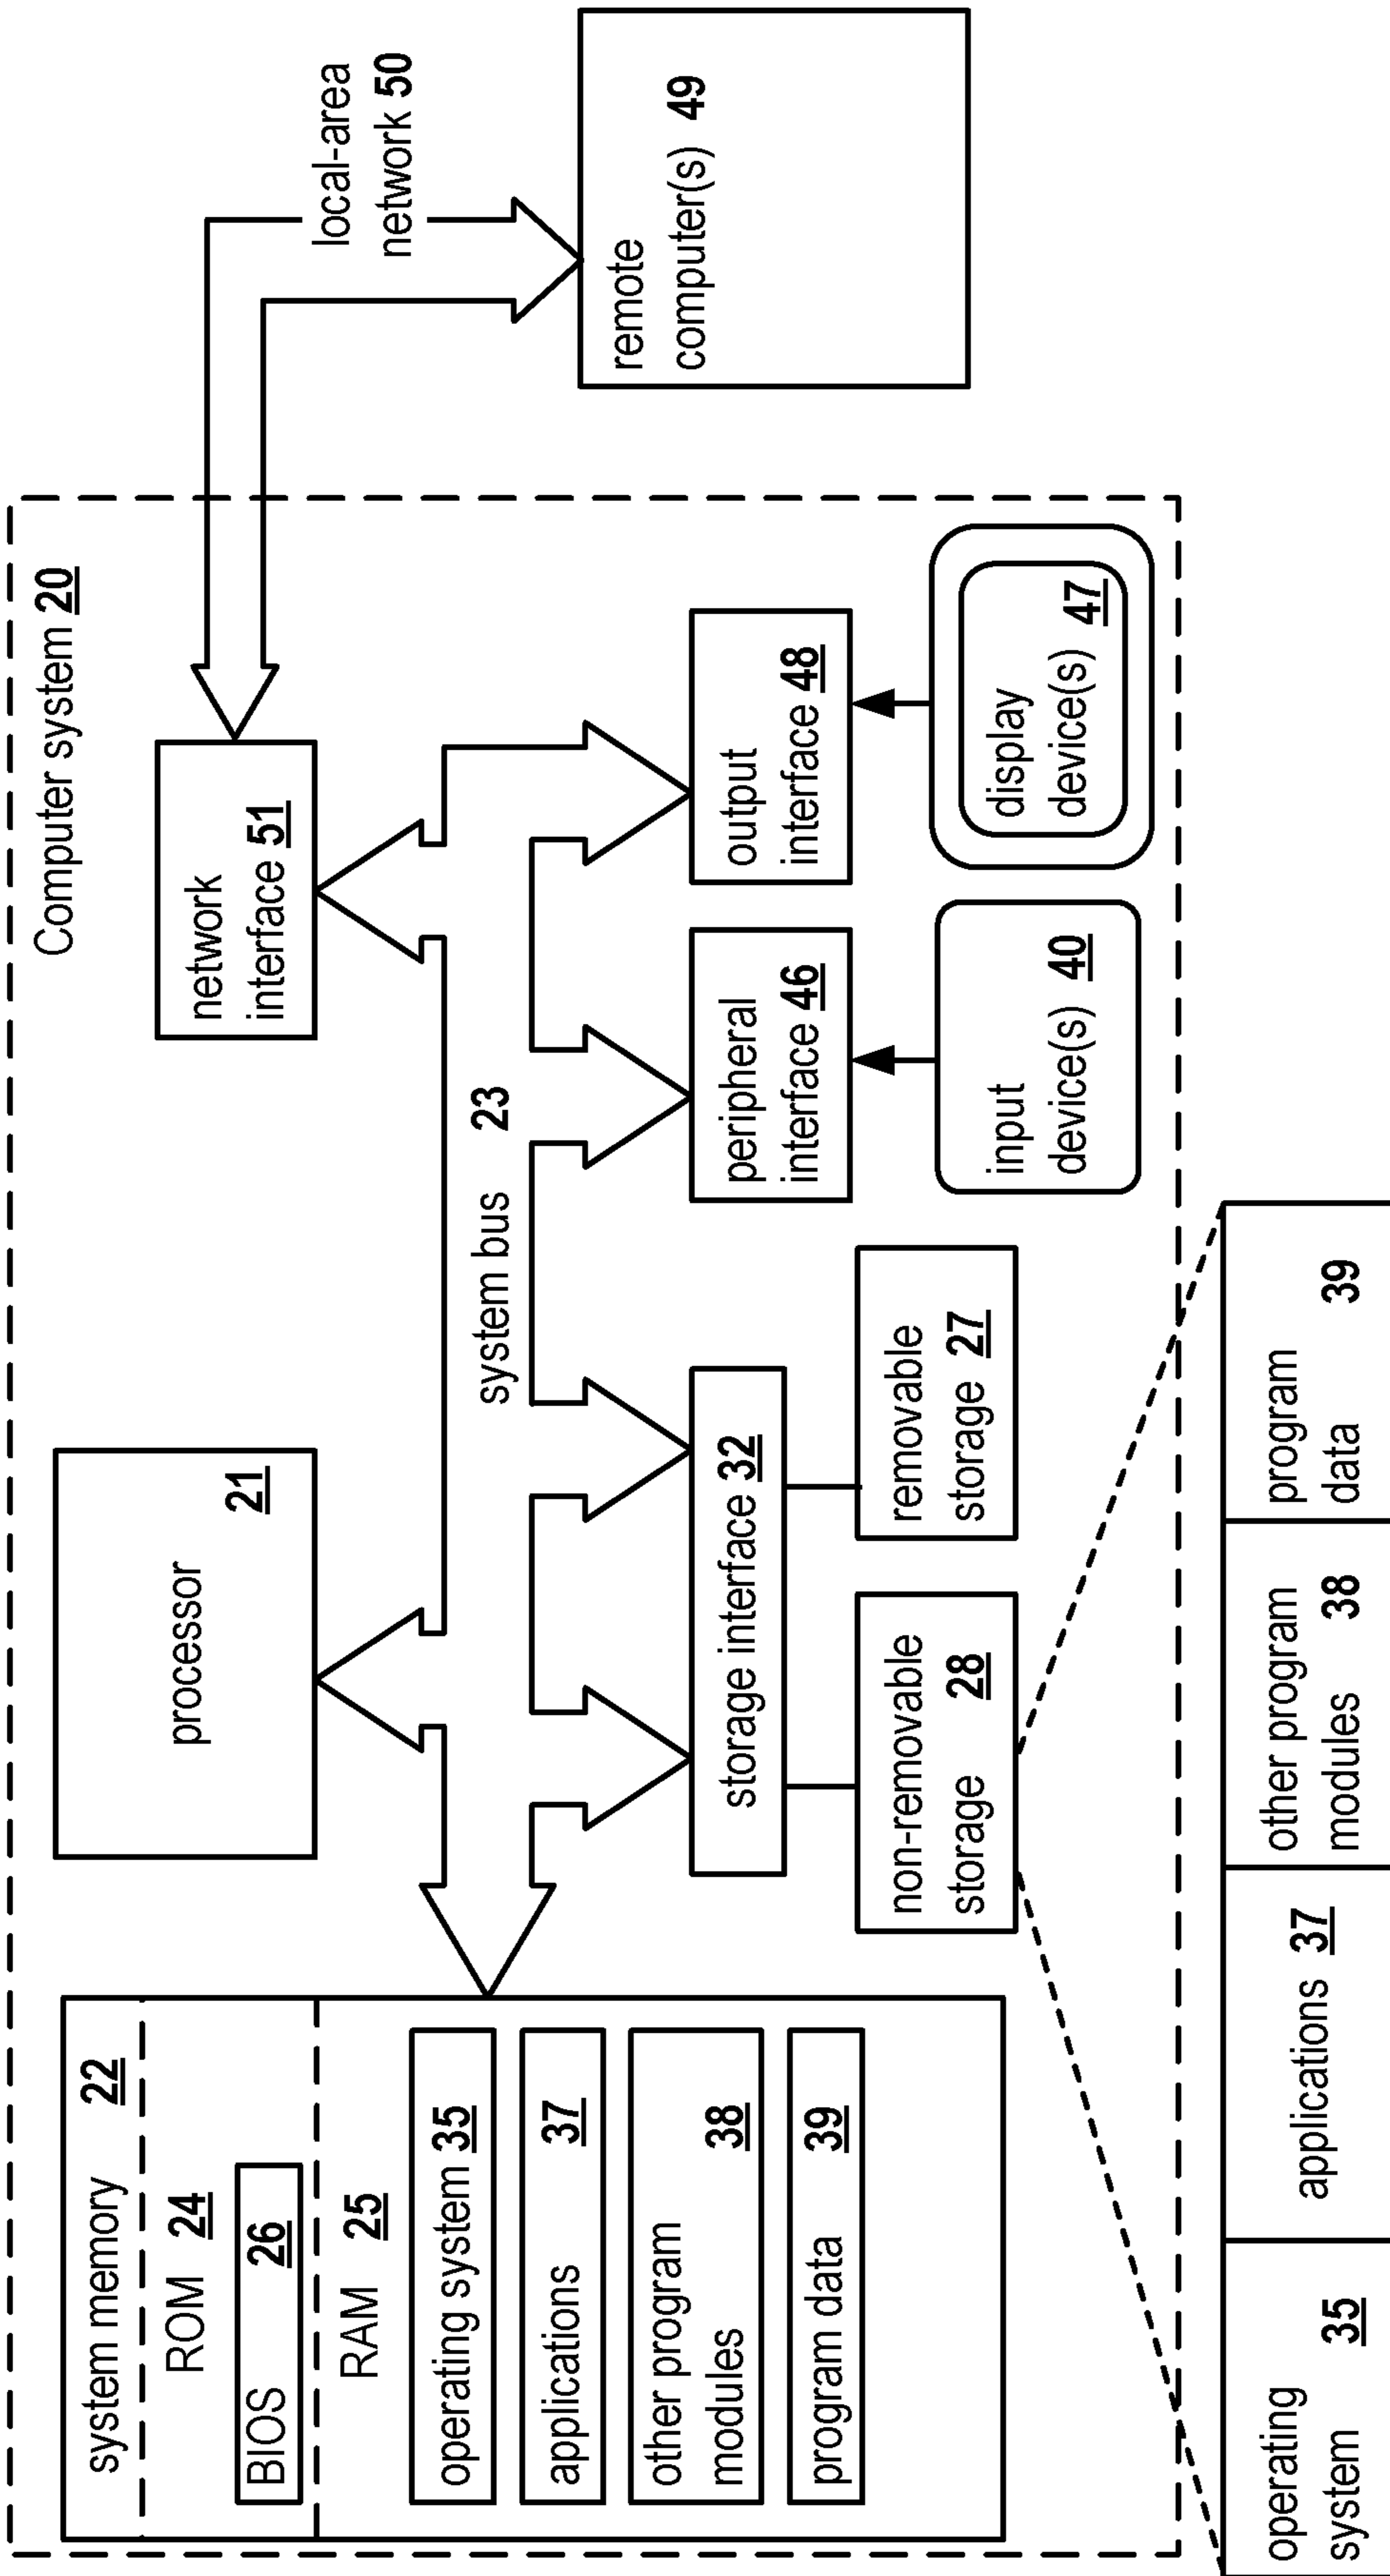 Computer system 20
system memory 22
ROM 24
BIOS 26
RAM 25
operating system 35
applications 37
other program
modules 38
program data 39
processor
21
network
interface 51
local-area
network 50
system bus 23
storage interface 32
non-removable
storage 28
removable
storage 27
peripheral
interface 46
output
interface 48
input
device(s) 40
display
device(s) 47
remote
computer(s) 49
operating
system 35
applications 37
other program
modules 38
program
data 39